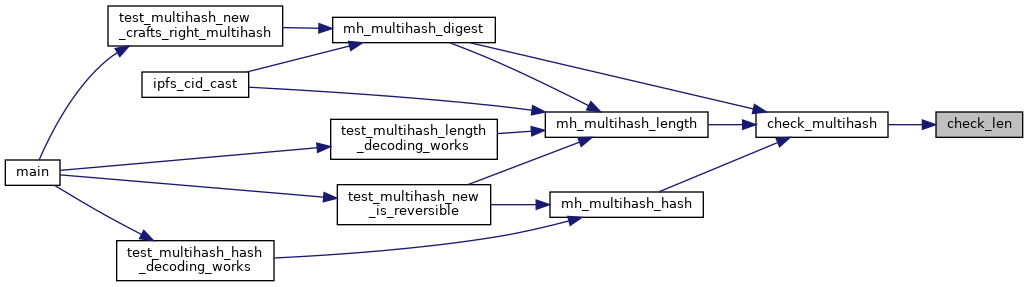 test_multihash_new
_crafts_right_multihash
mh_multihash_digest
ipfs_cid_cast
test_multihash_length
_decoding_works
mh_multihash_length
check_multihash
check_len
main
test_multihash_new
_is_reversible
mh_multihash_hash
test_multihash_hash
_decoding_works